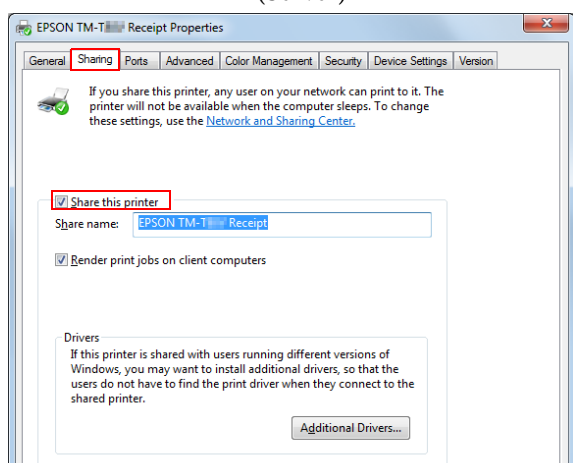 EPSON TM-T Receipt Properties
General Sharing Ports Advanced Color Management Security Device Settings Version
If you share this printer, any user on your network can print to it. The
printer will not be available when the computer sleeps. To change
these settings, use the Network and Sharing
Center.
Share this printer
Share name: EPSON TM-T Receipt
Render print jobs on client computers
Drivers
If this printer is shared with users running different versions of
Windows, you may want to install additional drivers, so that the
users do not have to find the print driver when they connect to the
shared printer.
Additional Drivers...